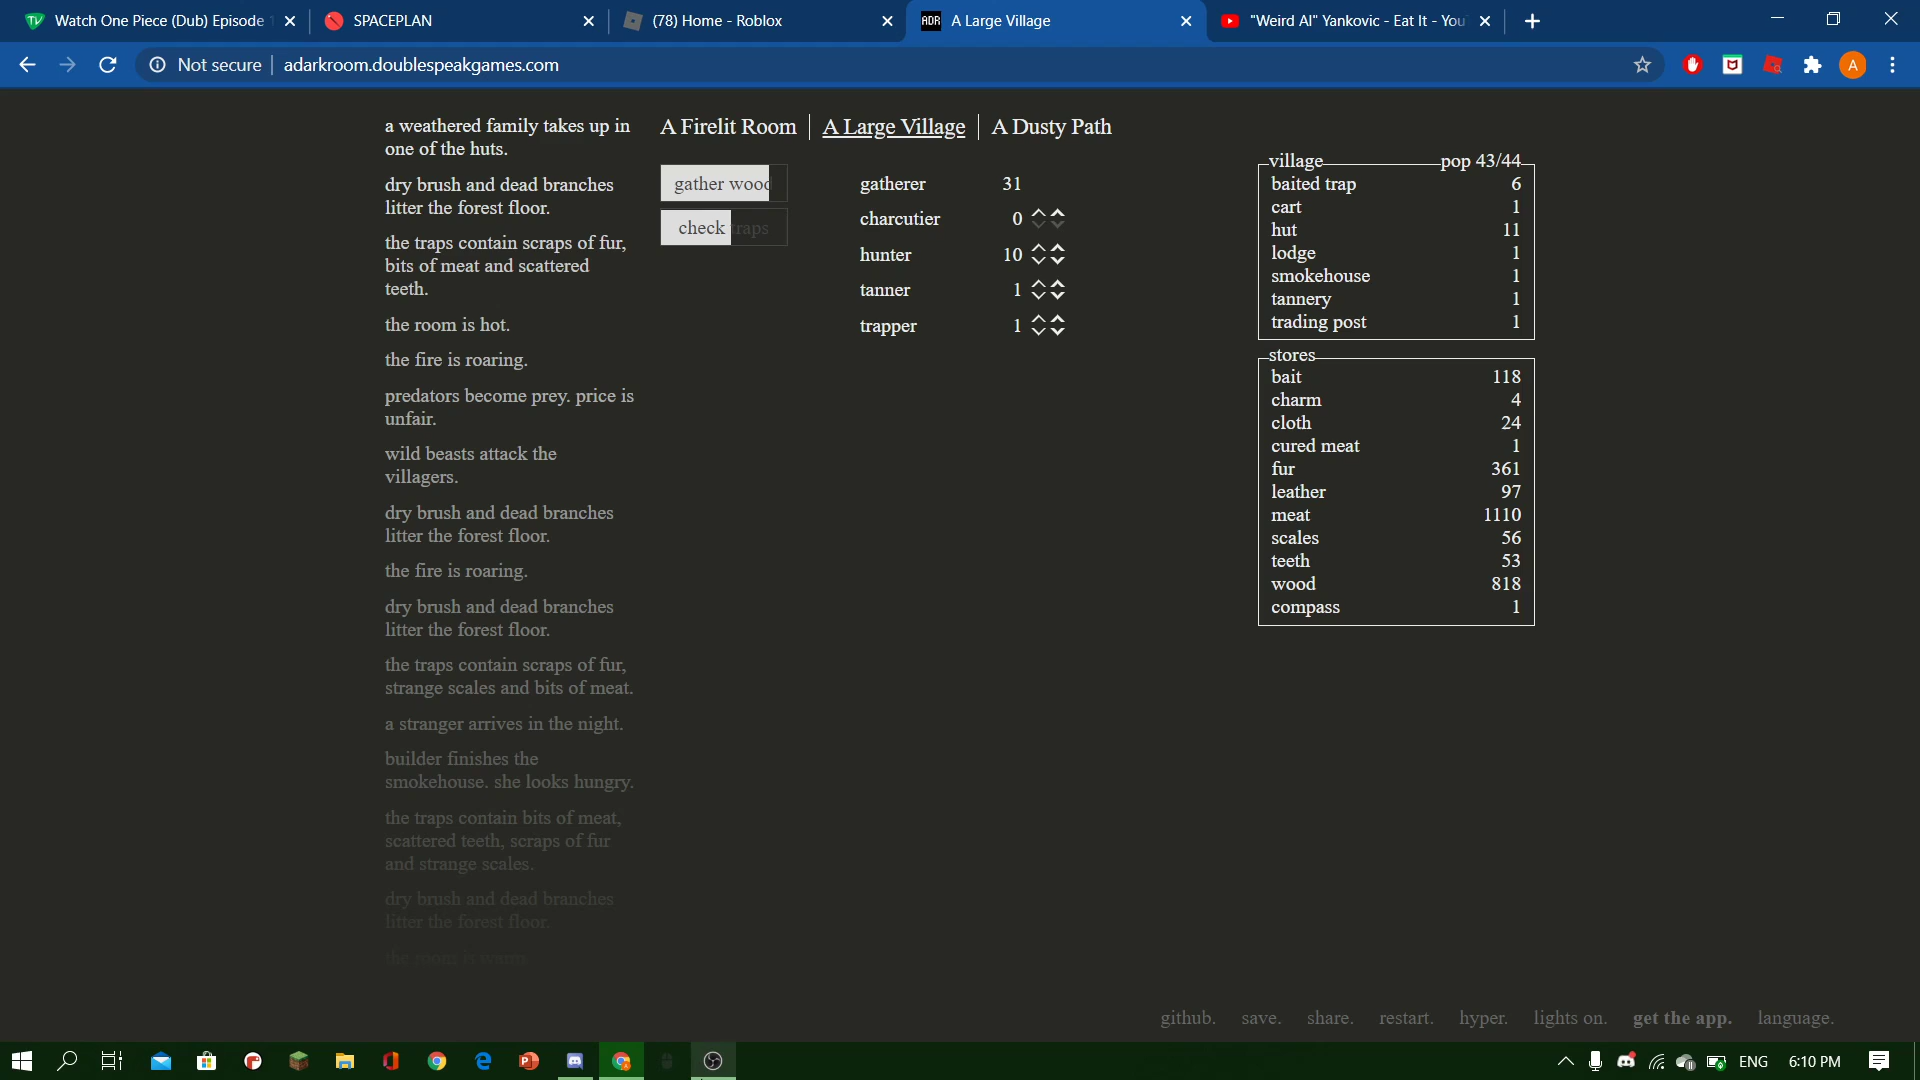 Watch One Piece (Dub) Episode
SPACEPLAN
(78) Home - Roblox
ADR A Large Village
"Weird Al" Yankovic - Eat It - You
Not secure adarkroom.doublespeakgames.com
A
a weathered family takes up in
one of the huts.
dry brush and dead branches
litter the forest floor.
the traps contain scraps of fur,
bits of meat and scattered
teeth.
the room is hot.
the fire is roaring.
predators become prey. price is
unfair.
wild beasts attack the
villagers.
dry brush and dead branches
litter the forest floor.
the fire is roaring.
dry brush and dead branches
litter the forest floor.
the traps contain scraps of fur,
strange scales and bits of meat.
a stranger arrives in the night.
builder finishes the
smokehouse. she looks hungry.
the traps contain bits of meat,
scattered teeth, scraps of fur
and strange scales.
dry brush and dead branches
litter the forest floor.
the room is warm.
A Firelit Room A Large Village A Dusty Path
gather wood
check traps
gatherer 31
charcutier 0
hunter 10
tanner 1
trapper 1
village pop 43/44
baited trap 6
cart 1
hut 11
lodge 1
smokehouse 1
tannery 1
trading post 1
stores
bait 118
charm 4
cloth 24
cured meat 1
fur 361
leather 97
meat 1110
scales 56
teeth 53
wood 818
compass 1
github. save. share. restart. hyper. lights on. get the app. language.
ENG 6:10 PM